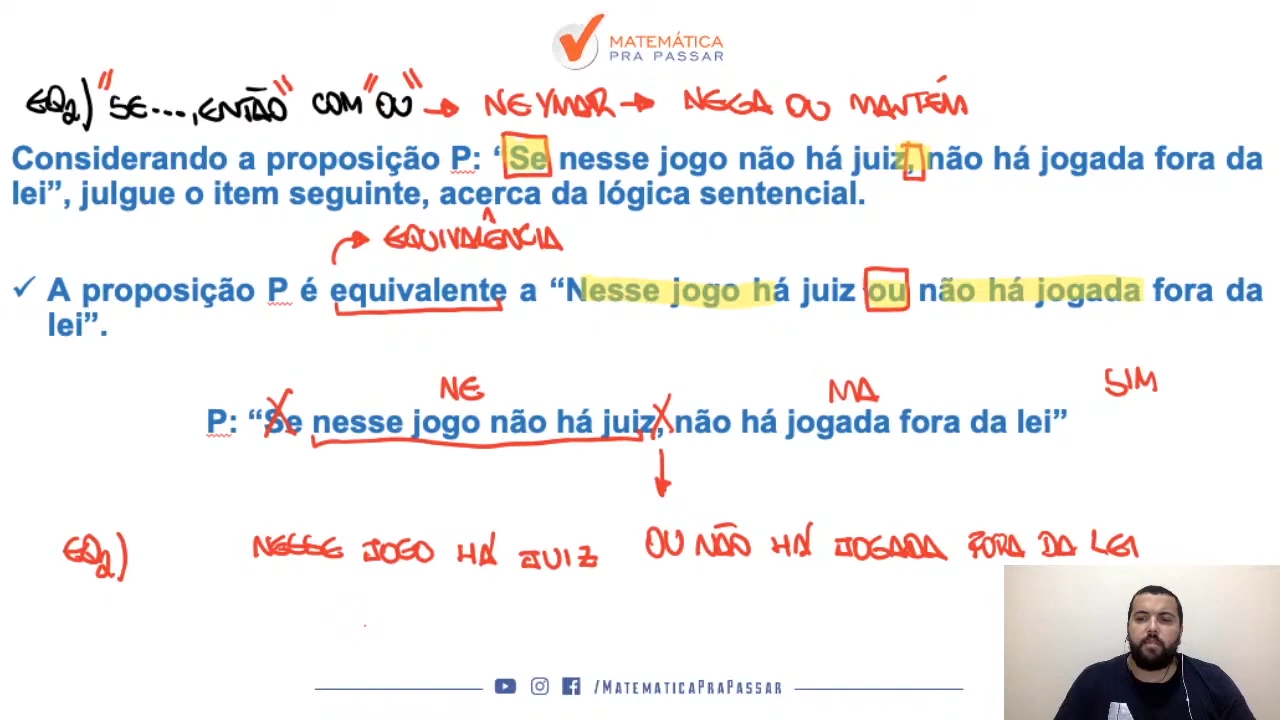 MATEMÁTICA
PRA PASSAR
EQ2) "SE..., ENTÃO" COM "OU" → NEYMAR → NEGA OU MANTÉM
Considerando a proposição P: “Se nesse jogo não há juiz, não há jogada fora da
lei”, julgue o item seguinte, acerca da lógica sentencial.
EQUIVALÊNCIA
✓ A proposição P é equivalente a “Nesse jogo há juiz ou não há jogada fora da
lei”.
NE MA SIM
P: “Se nesse jogo não há juiz, não há jogada fora da lei”
EQ2) NESSE JOGO HÁ JUIZ OU NÃO HÁ JOGADA FORA DA LEI
/MATEMATICAPRAPASSAR